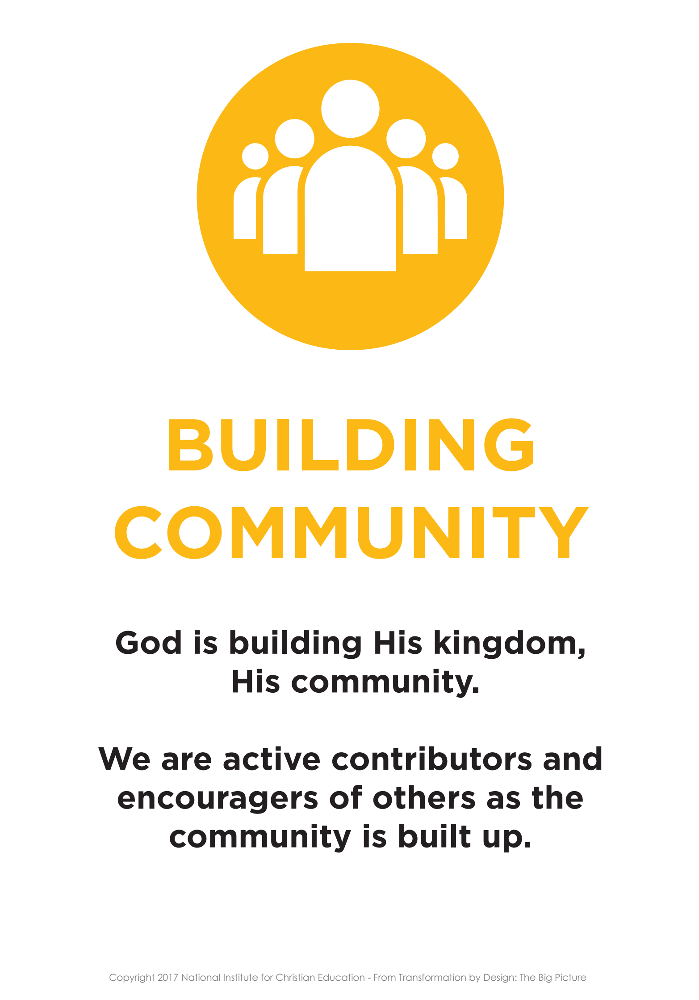 BUILDING
COMMUNITY
God is building His kingdom,
His community.
We are active contributors and
encouragers of others as the
community is built up.
Copyright 2017 National Institute for Christian Education - From Transformation by Design: The Big Picture